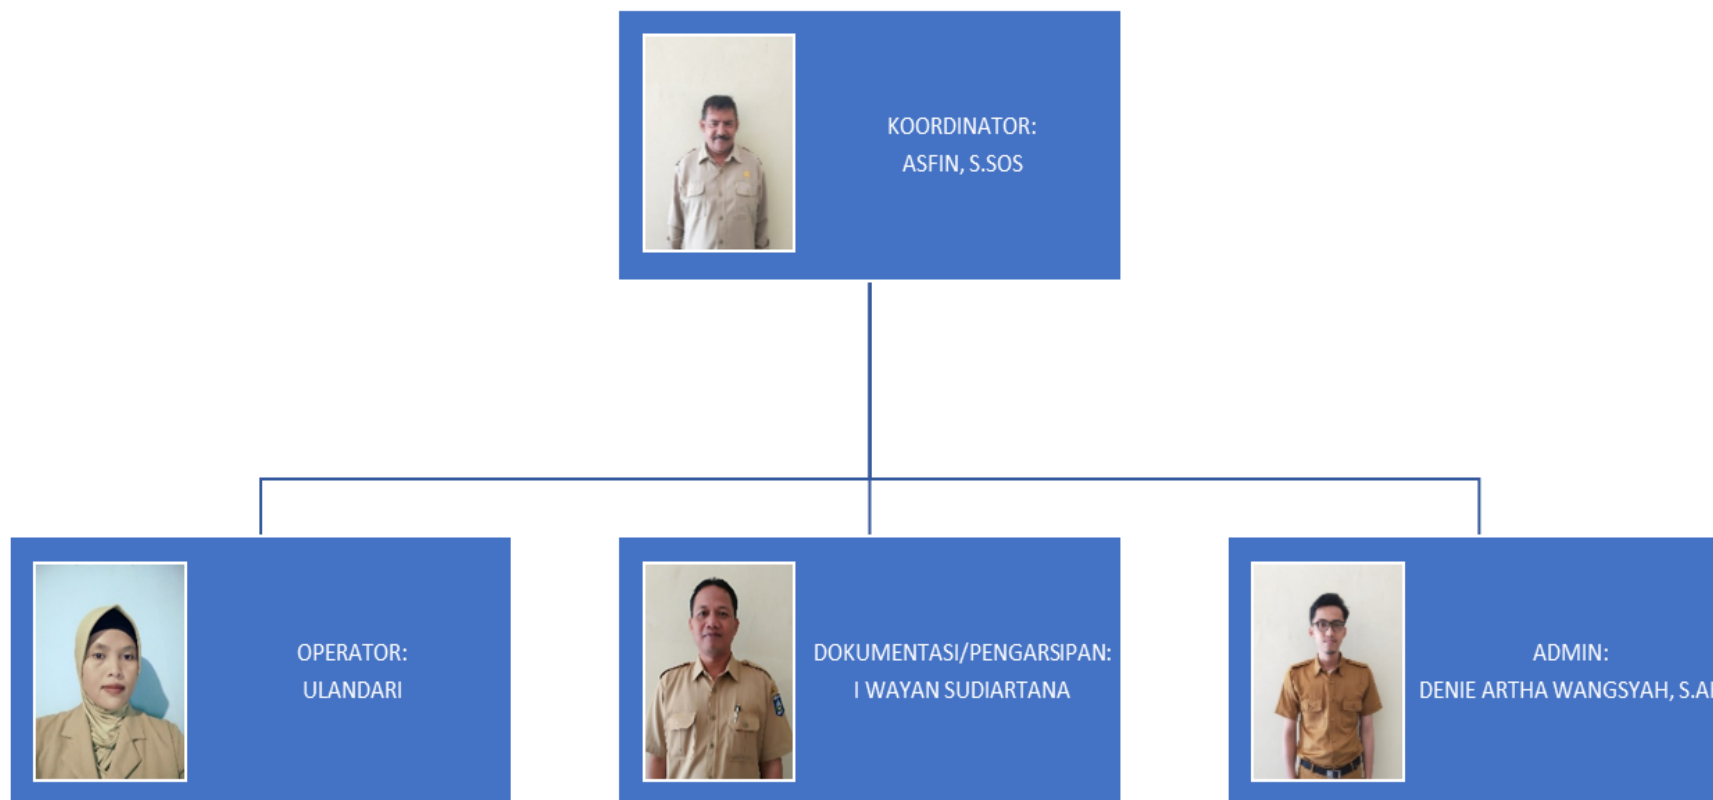 KOORDINATOR:
ASFIN, S.SOS
OPERATOR:
ULANDARI
DOKUMENTASI/PENGARSIPAN:
I WAYAN SUDIARTANA
ADMIN:
DENIE ARTHA WANGSYAH,